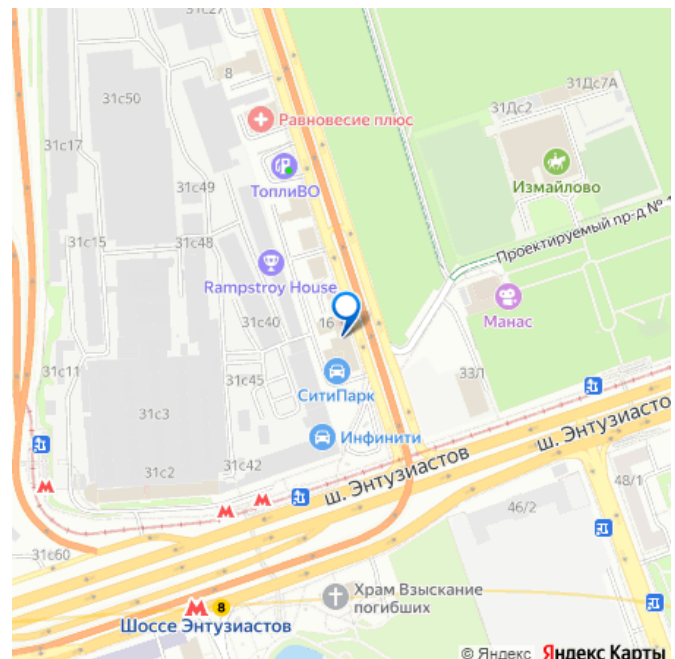 31с27
8
31с50
Равновесие плюс
31с17
ТоплиВО
31с49
31Дс2
31Дс7А
Измайлово
Проектируемый пр-д №
31с15
31с48
Rampstroy House
Манас
31с40
16
31с11
31с45
СитиПарк
33Л
31с3
Инфинити
31с2
31с42
ш. Энтузиастов
ш. Энтузиасто
48/1
46/2
31с60
М
М
М
М
8
Шоссе Энтузиастов
Храм Взыскание
погибших
© Яндекс Яндекс Карты